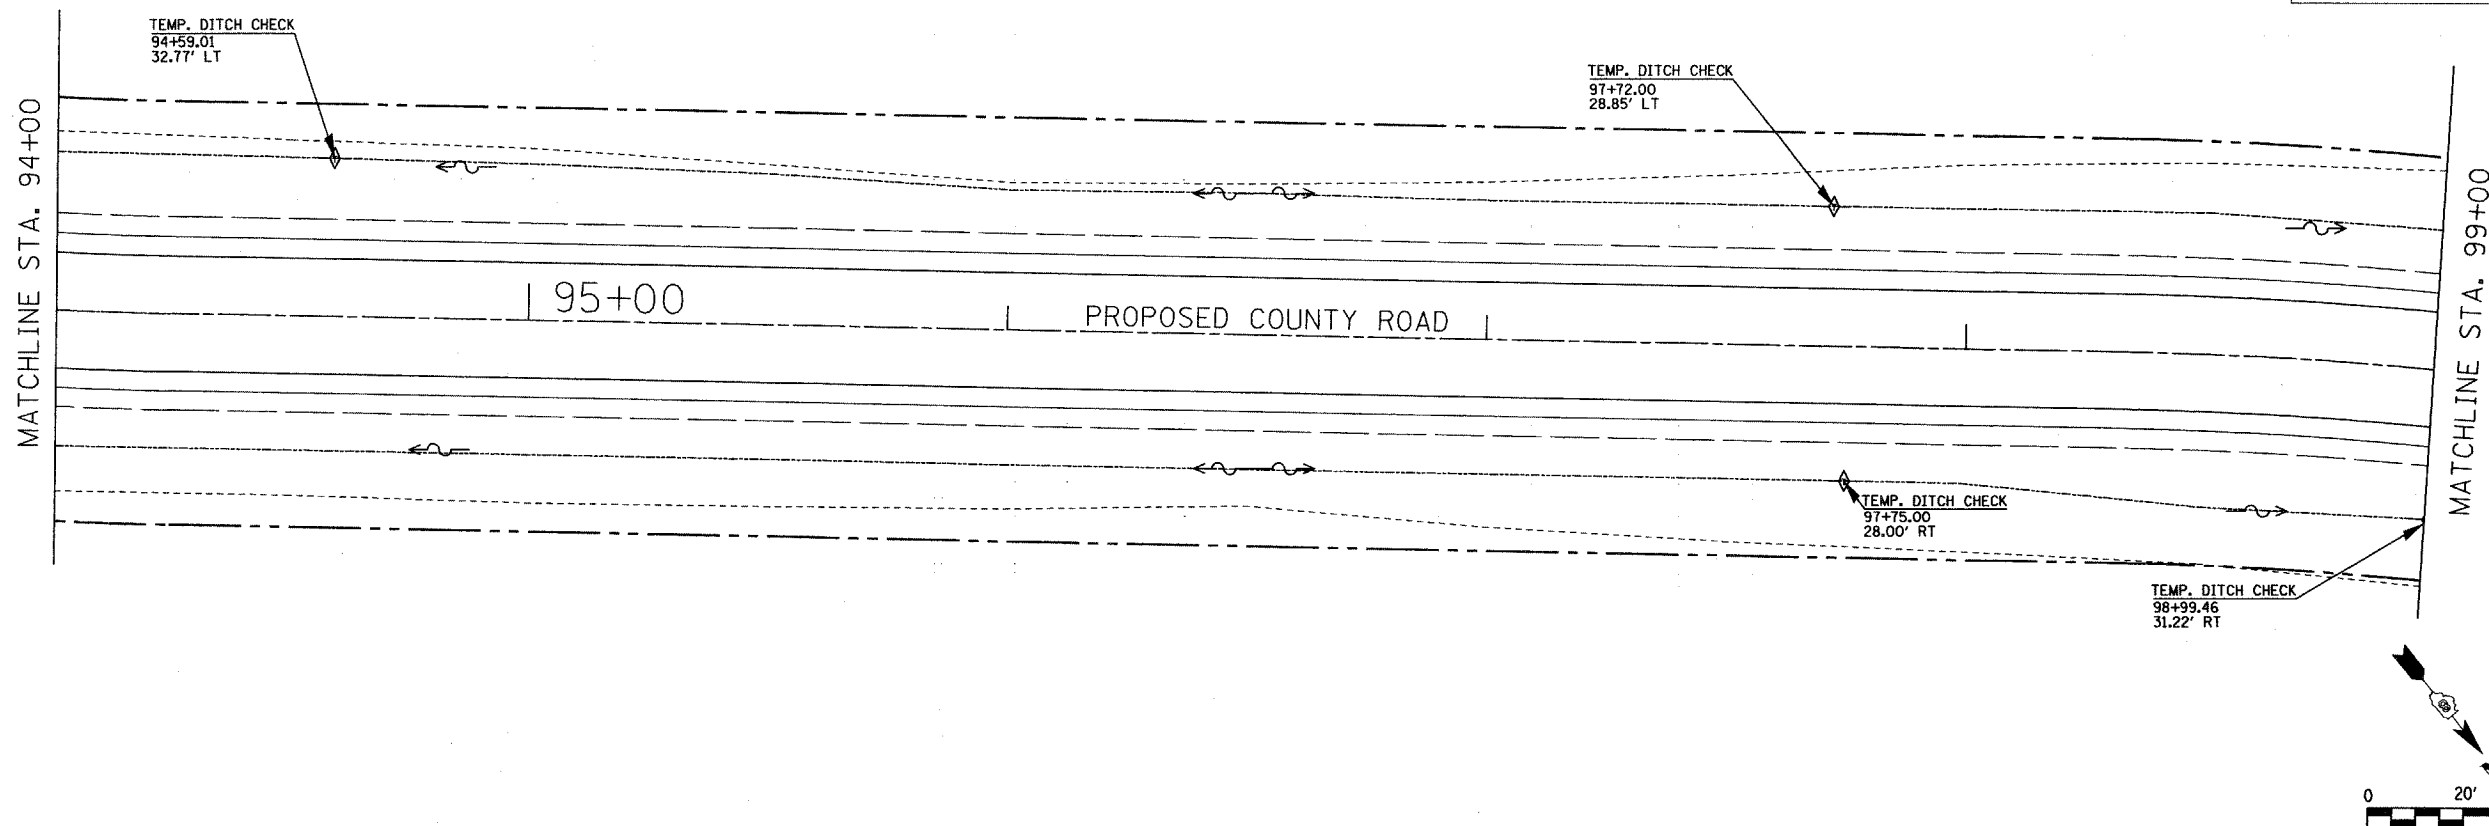 TEMP. DITCH CHECK
94+59.01
32.77' LT
TEMP. DITCH CHECK
97+72.00
28.85' LT
MATCHLINE STA. 94+00
MATCHLINE STA. 99+00
95+00
PROPOSED COUNTY ROAD
TEMP. DITCH CHECK
97+75.00
28.00' RT
TEMP. DITCH CHECK
98+99.46
31.22' RT
0 20'